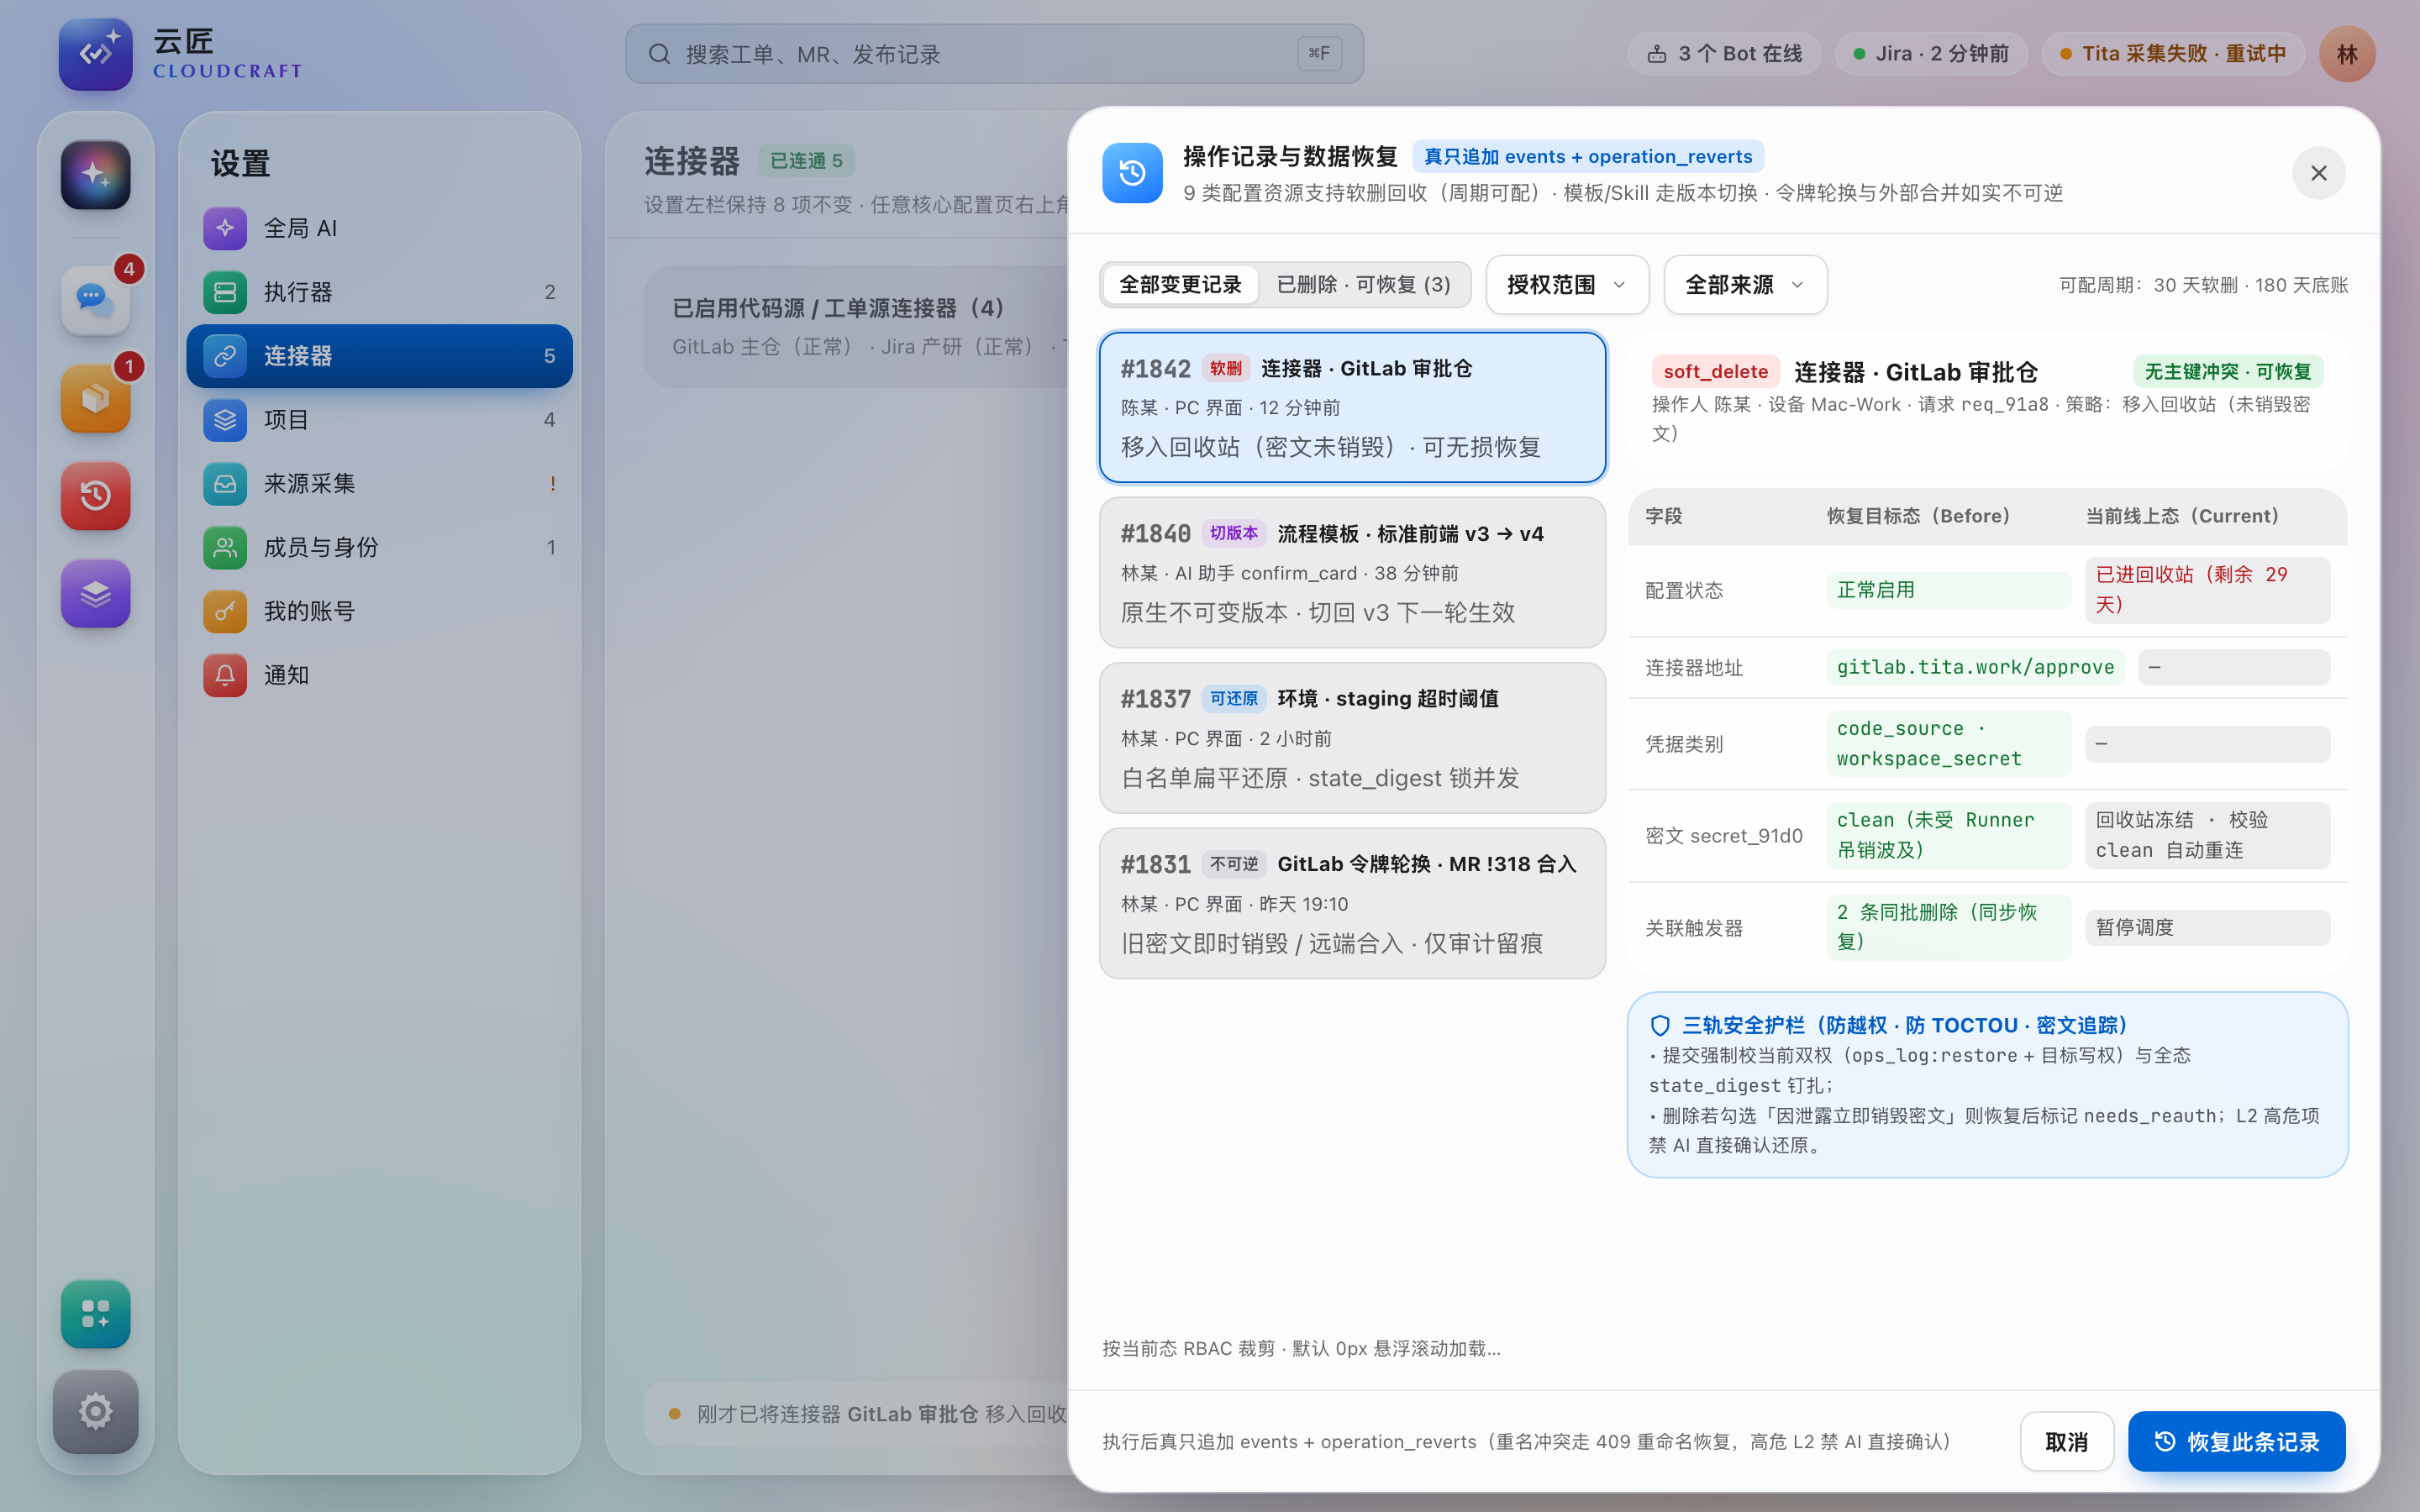 云匠
CLOUDCRAFT
搜索工单、MR、发布记录
⌘F
3 个 Bot 在线
Jira · 2 分钟前
Tita 采集失败 · 重试中
林
4
1
设置
全局 AI
执行器
2
连接器
5
项目
4
来源采集
!
成员与身份
1
我的账号
通知
连接器
已连通 5
设置左栏保持 8 项不变 · 任意核心配置页右上角
已启用代码源 / 工单源连接器（4）
GitLab 主仓（正常） · Jira 产研（正常） ·
刚才已将连接器 GitLab 审批仓 移入回收
操作记录与数据恢复
真只追加 events + operation_reverts
9 类配置资源支持软删回收（周期可配）· 模板/Skill 走版本切换 · 令牌轮换与外部合并如实不可逆
全部变更记录
已删除 · 可恢复 (3)
授权范围
全部来源
可配周期：30 天软删 · 180 天底账
#1842 软删 连接器 · GitLab 审批仓
陈某 · PC 界面 · 12 分钟前
移入回收站（密文未销毁）· 可无损恢复
#1840 切版本 流程模板 · 标准前端 v3 → v4
林某 · AI 助手 confirm_card · 38 分钟前
原生不可变版本 · 切回 v3 下一轮生效
#1837 可还原 环境 · staging 超时阈值
林某 · PC 界面 · 2 小时前
白名单扁平还原 · state_digest 锁并发
#1831 不可逆 GitLab 令牌轮换 · MR !318 合入
林某 · PC 界面 · 昨天 19:10
旧密文即时销毁 / 远端合入 · 仅审计留痕
按当前态 RBAC 裁剪 · 默认 0px 悬浮滚动加载...
soft_delete 连接器 · GitLab 审批仓
无主键冲突 · 可恢复
操作人 陈某 · 设备 Mac-Work · 请求 req_91a8 · 策略：移入回收站（未销毁密
文）
字段 恢复目标态（Before） 当前线上态（Current）
配置状态
正常启用
已进回收站（剩余 29
天）
连接器地址
gitlab.tita.work/approve
—
凭据类别
code_source ·
workspace_secret
—
密文 secret_91d0
clean（未受 Runner
吊销波及）
回收站冻结 · 校验
clean 自动重连
关联触发器
2 条同批删除（同步恢
复）
暂停调度
三轨安全护栏（防越权 · 防 TOCTOU · 密文追踪）
• 提交强制校当前双权（ops_log:restore + 目标写权）与全态
state_digest 钉扎；
• 删除若勾选「因泄露立即销毁密文」则恢复后标记 needs_reauth；L2 高危项
禁 AI 直接确认还原。
执行后真只追加 events + operation_reverts（重名冲突走 409 重命名恢复，高危 L2 禁 AI 直接确认）
取消
恢复此条记录